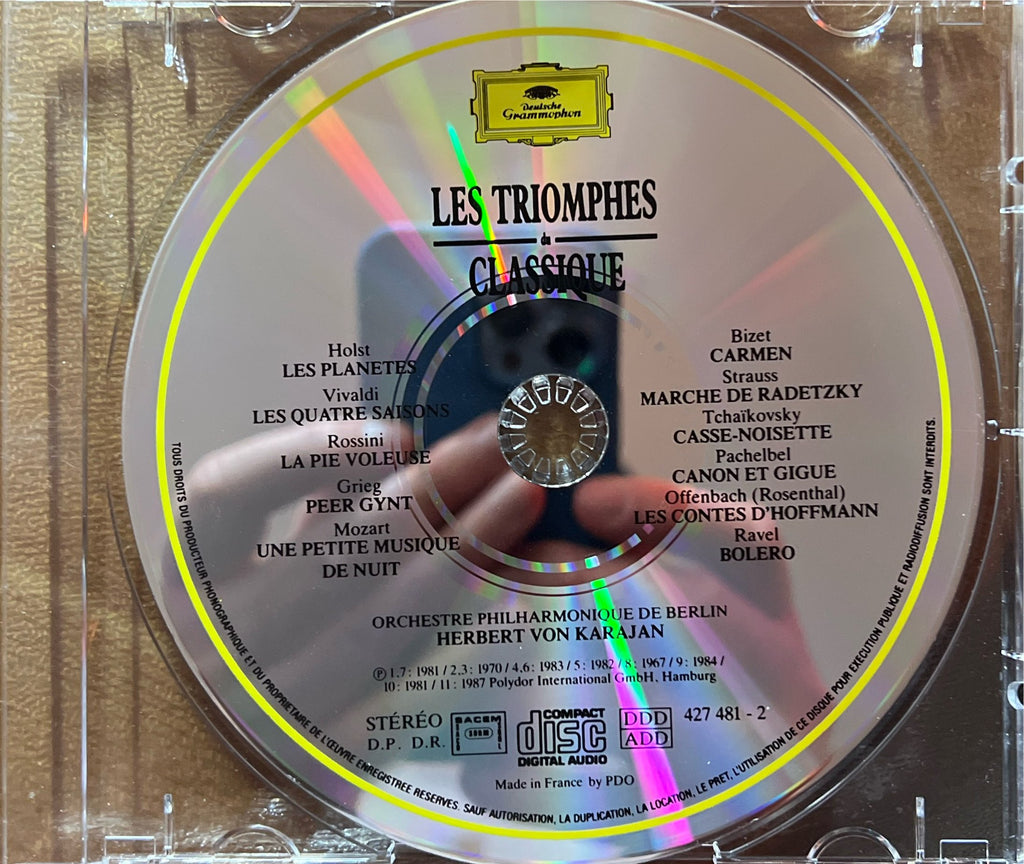 Deutsche
Grammophon
LES TRIOMPHES
du
CLASSIQUE
Holst
LES PLANETES
Vivaldi
LES QUATRE SAISONS
Rossini
LA PIE VOLEUSE
Grieg
PEER GYNT
Mozart
UNE PETITE MUSIQUE
DE NUIT
Bizet
CARMEN
Strauss
MARCHE DE RADETZKY
Tchaïkovsky
CASSE-NOISETTE
Pachelbel
CANON ET GIGUE
Offenbach (Rosenthal)
LES CONTES D'HOFFMANN
Ravel
BOLERO
ORCHESTRE PHILHARMONIQUE DE BERLIN
HERBERT VON KARAJAN
Ⓟ 1,7 : 1981 / 2,3 : 1970 / 4,6 : 1983 / 5 : 1982 / 8 : 1967 / 9 : 1984 /
10 : 1981 / 11 : 1987 Polydor International GmbH, Hamburg
STÉRÉO
D.P. D.R.
SACEM
COMPACT
disc
DIGITAL AUDIO
DDD
ADD
427 481 - 2
Made in France by PDO
TOUS DROITS DU PRODUCTEUR PHONOGRAPHIQUE ET DU PROPRIETAIRE DE L'ŒUVRE ENREGISTREE RESERVES. SAUF AUTORISATION, LA DUPLICATION, LA LOCATION, LE PRET, L'UTILISATION DE CE DISQUE POUR EXECUTION PUBLIQUE ET RADIODIFFUSION SONT INTERDITS.